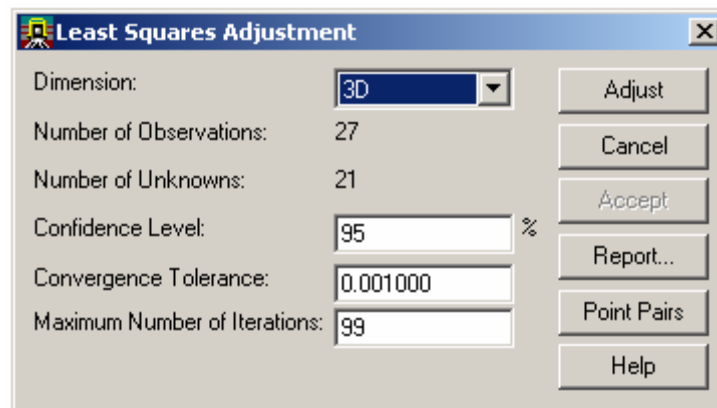 Least Squares Adjustment
Dimension: 3D
Number of Observations: 27
Number of Unknowns: 21
Confidence Level: 95 %
Convergence Tolerance: 0.001000
Maximum Number of Iterations: 99
Adjust
Cancel
Accept
Report...
Point Pairs
Help